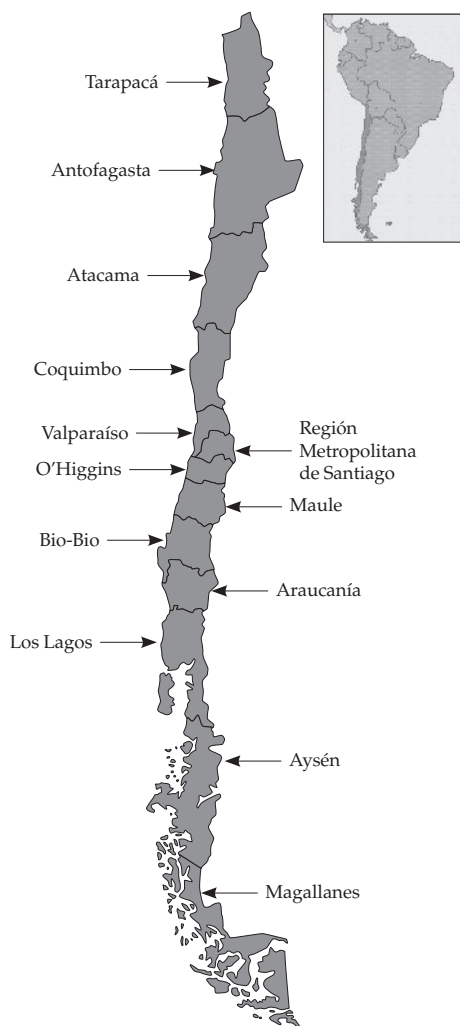 Tarapacá
Antofagasta
Atacama
Coquimbo
Valparaíso
Región
Metropolitana
de Santiago
O’Higgins
Maule
Bio-Bio
Araucanía
Los Lagos
Aysén
Magallanes